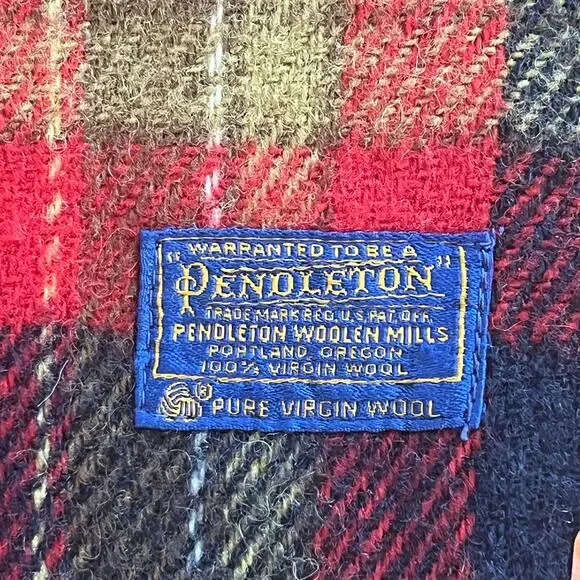 WARRANTED TO BE A
"PENDLETON"
TRADE MARK REG. U.S. PAT. OFF.
PENDLETON WOOLEN MILLS
PORTLAND, OREGON
100% VIRGIN WOOL
® PURE VIRGIN WOOL